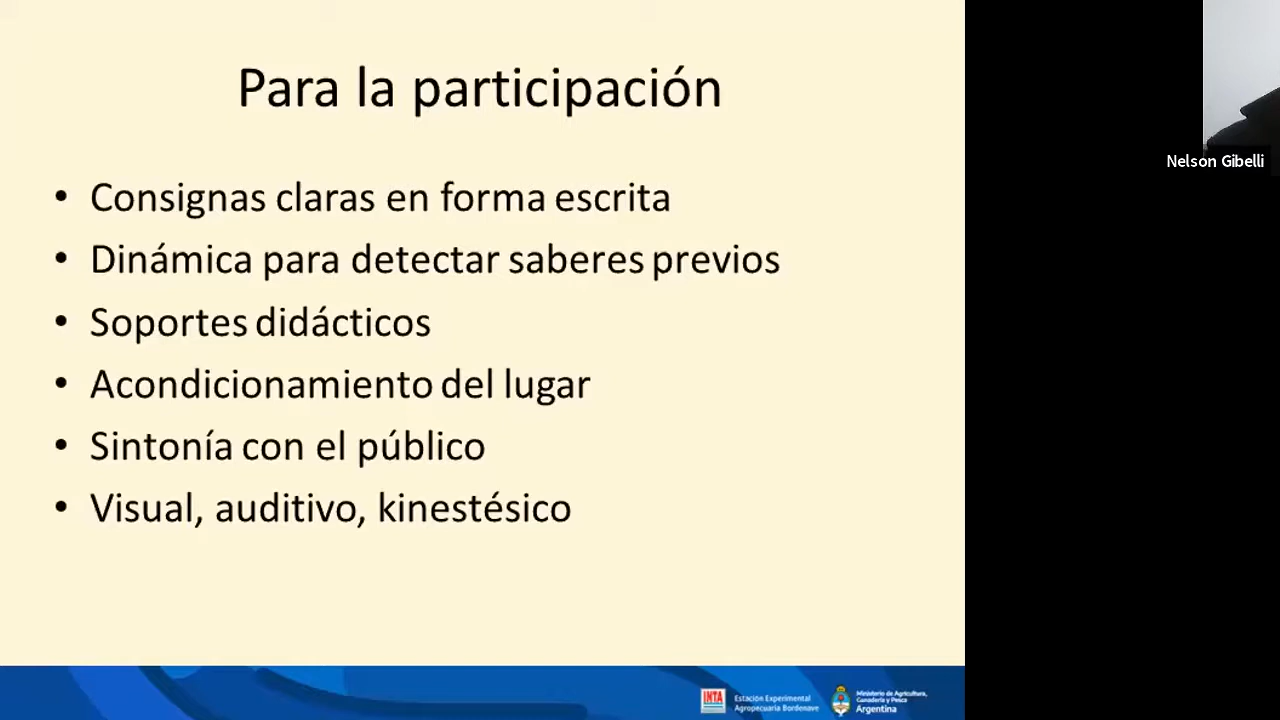 Para la participación
Nelson Gibelli
• Consignas claras en forma escrita
• Dinámica para detectar saberes previos
• Soportes didácticos
• Acondicionamiento del lugar
• Sintonía con el público
• Visual, auditivo, kinestésico
INTA
Estación Experimental
Agropecuaria Bordenave
Ministerio de Agricultura,
Ganadería y Pesca
Argentina